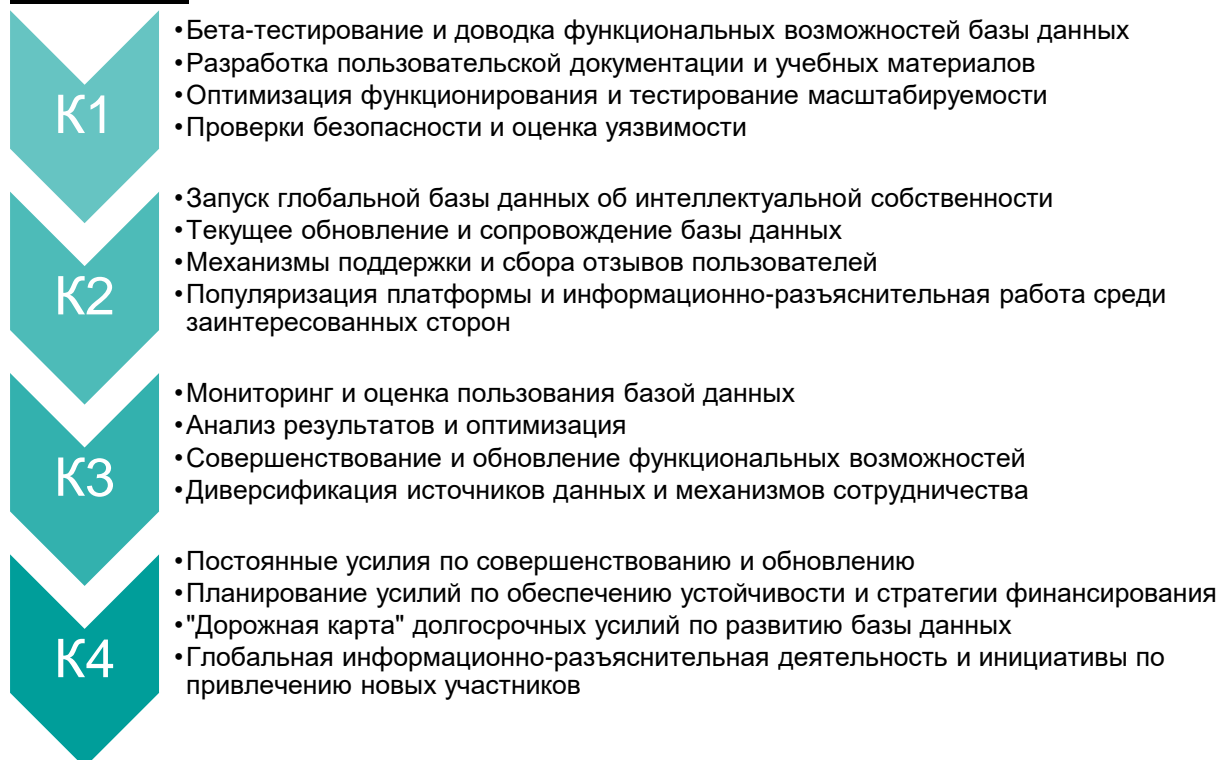 К1
•Бета-тестирование и доводка функциональных возможностей базы данных
•Разработка пользовательской документации и учебных материалов
•Оптимизация функционирования и тестирование масштабируемости
•Проверки безопасности и оценка уязвимости
К2
•Запуск глобальной базы данных об интеллектуальной собственности
•Текущее обновление и сопровождение базы данных
•Механизмы поддержки и сбора отзывов пользователей
•Популяризация платформы и информационно-разъяснительная работа среди
заинтересованных сторон
К3
•Мониторинг и оценка пользования базой данных
•Анализ результатов и оптимизация
•Совершенствование и обновление функциональных возможностей
•Диверсификация источников данных и механизмов сотрудничества
К4
•Постоянные усилия по совершенствованию и обновлению
•Планирование усилий по обеспечению устойчивости и стратегии финансирования
•"Дорожная карта" долгосрочных усилий по развитию базы данных
•Глобальная информационно-разъяснительная деятельность и инициативы по
привлечению новых участников